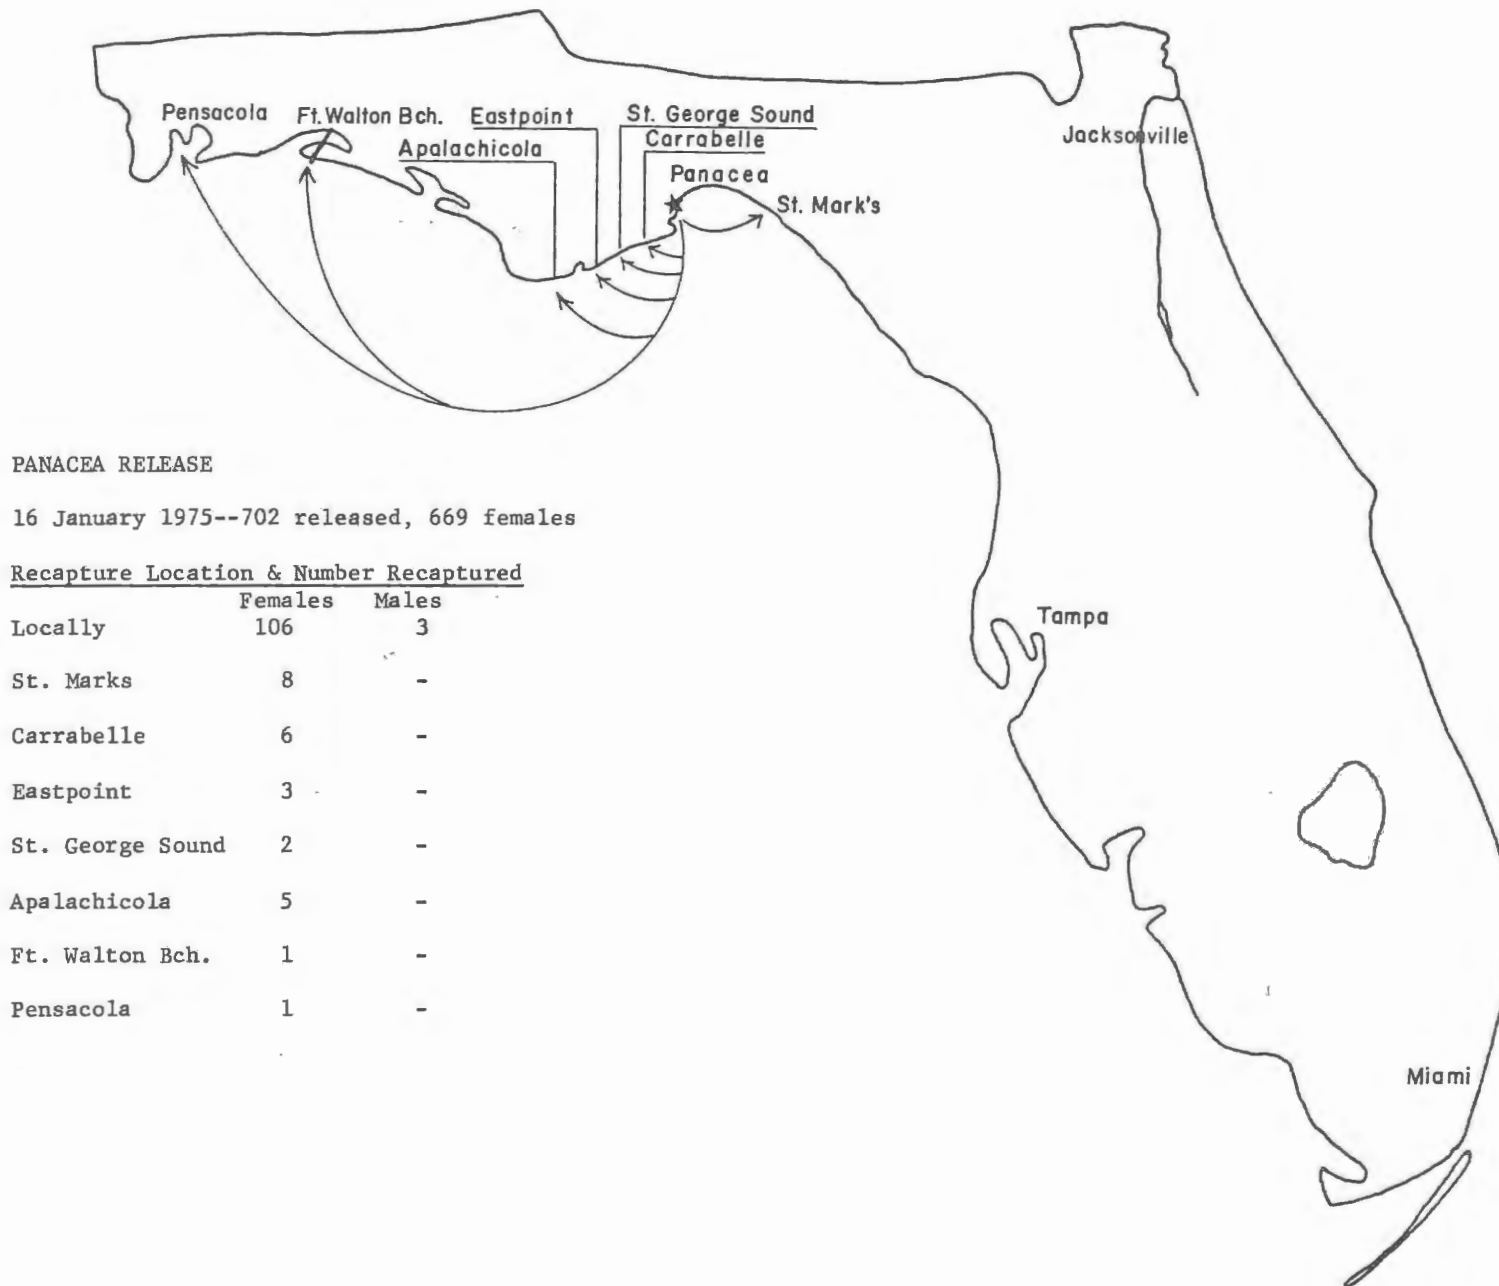 Pensacola
Ft. Walton Bch.
Eastpoint
St. George Sound
Apalachicola
Carrabelle
Panacea
St. Mark's
Jacksonville
PANACEA RELEASE
16 January 1975--702 released, 669 females
Recapture Location & Number Recaptured
Females Males
Locally 106 3
St. Marks 8 -
Carrabelle 6 -
Eastpoint 3 -
St. George Sound 2 -
Apalachicola 5 -
Ft. Walton Bch. 1 -
Pensacola 1 -
Tampa
Miami